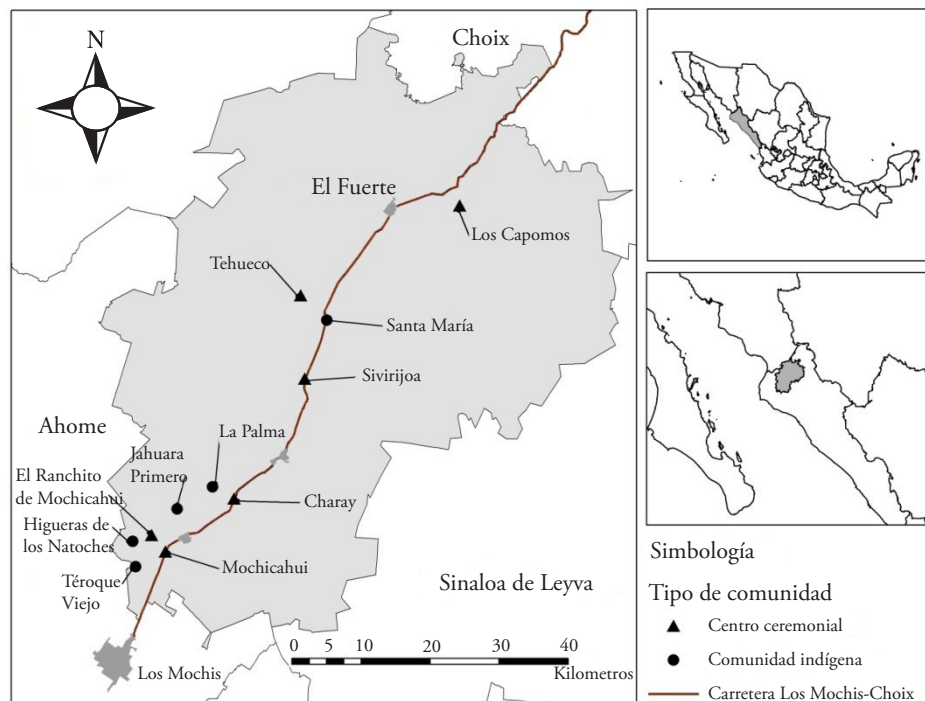 N
Choix
El Fuerte
Los Capomos
Tehueco
Santa María
Sivirijoa
Ahome
La Palma
Jahuara
Primero
El Ranchito
de Mochicahui
Charay
Higueras de
los Natoches
Mochicahui
Téroque
Viejo
Sinaloa de Leyva
Los Mochis
0 5 10 20 30 40
Kilometros
Simbología
Tipo de comunidad
Centro ceremonial
Comunidad indígena
Carretera Los Mochis-Choix